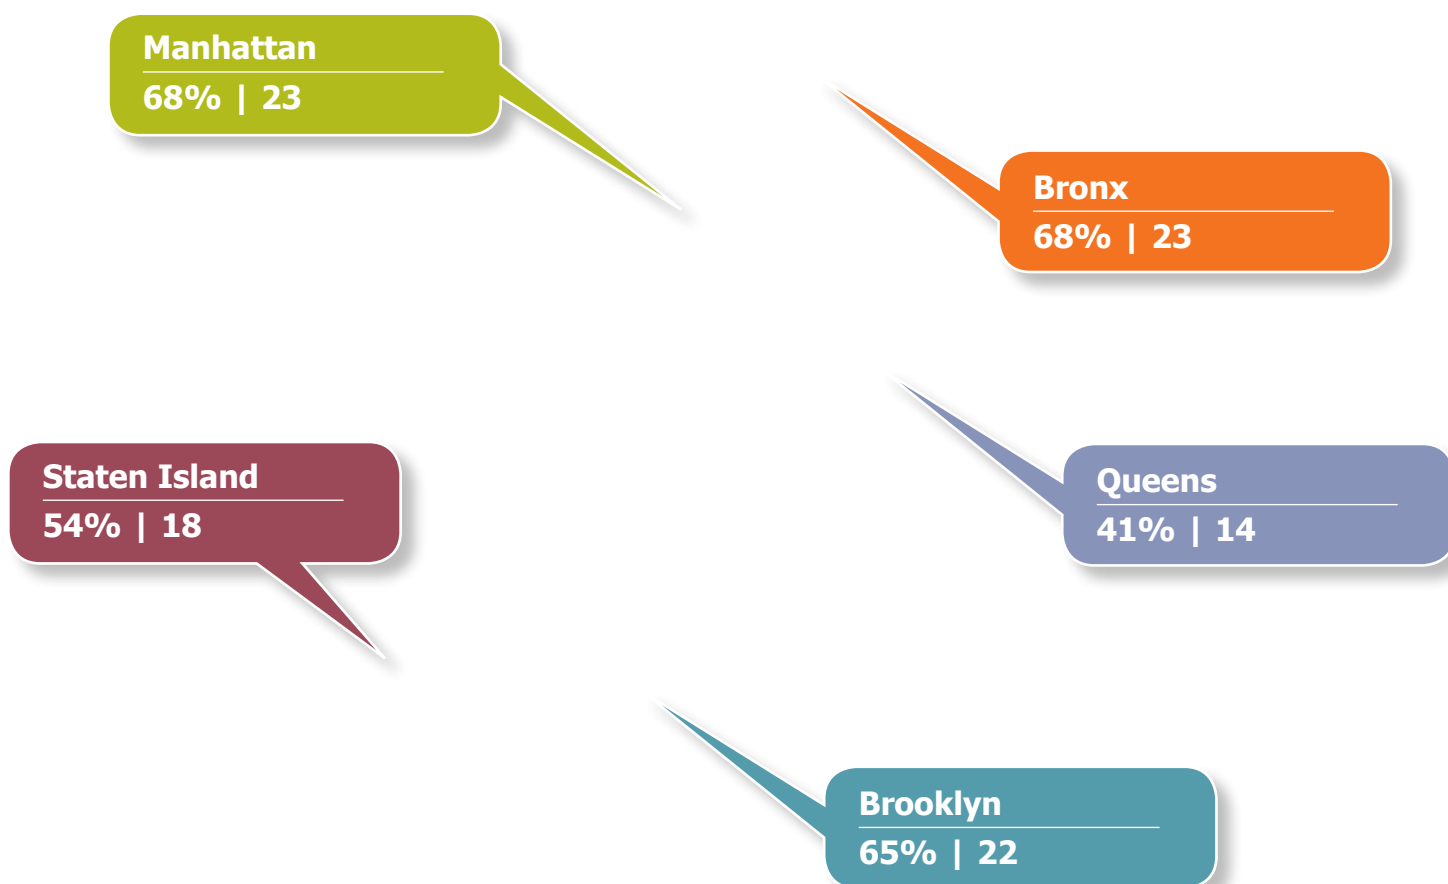 Manhattan
68% | 23
Bronx
68% | 23
Staten Island
54% | 18
Queens
41% | 14
Brooklyn
65% | 22